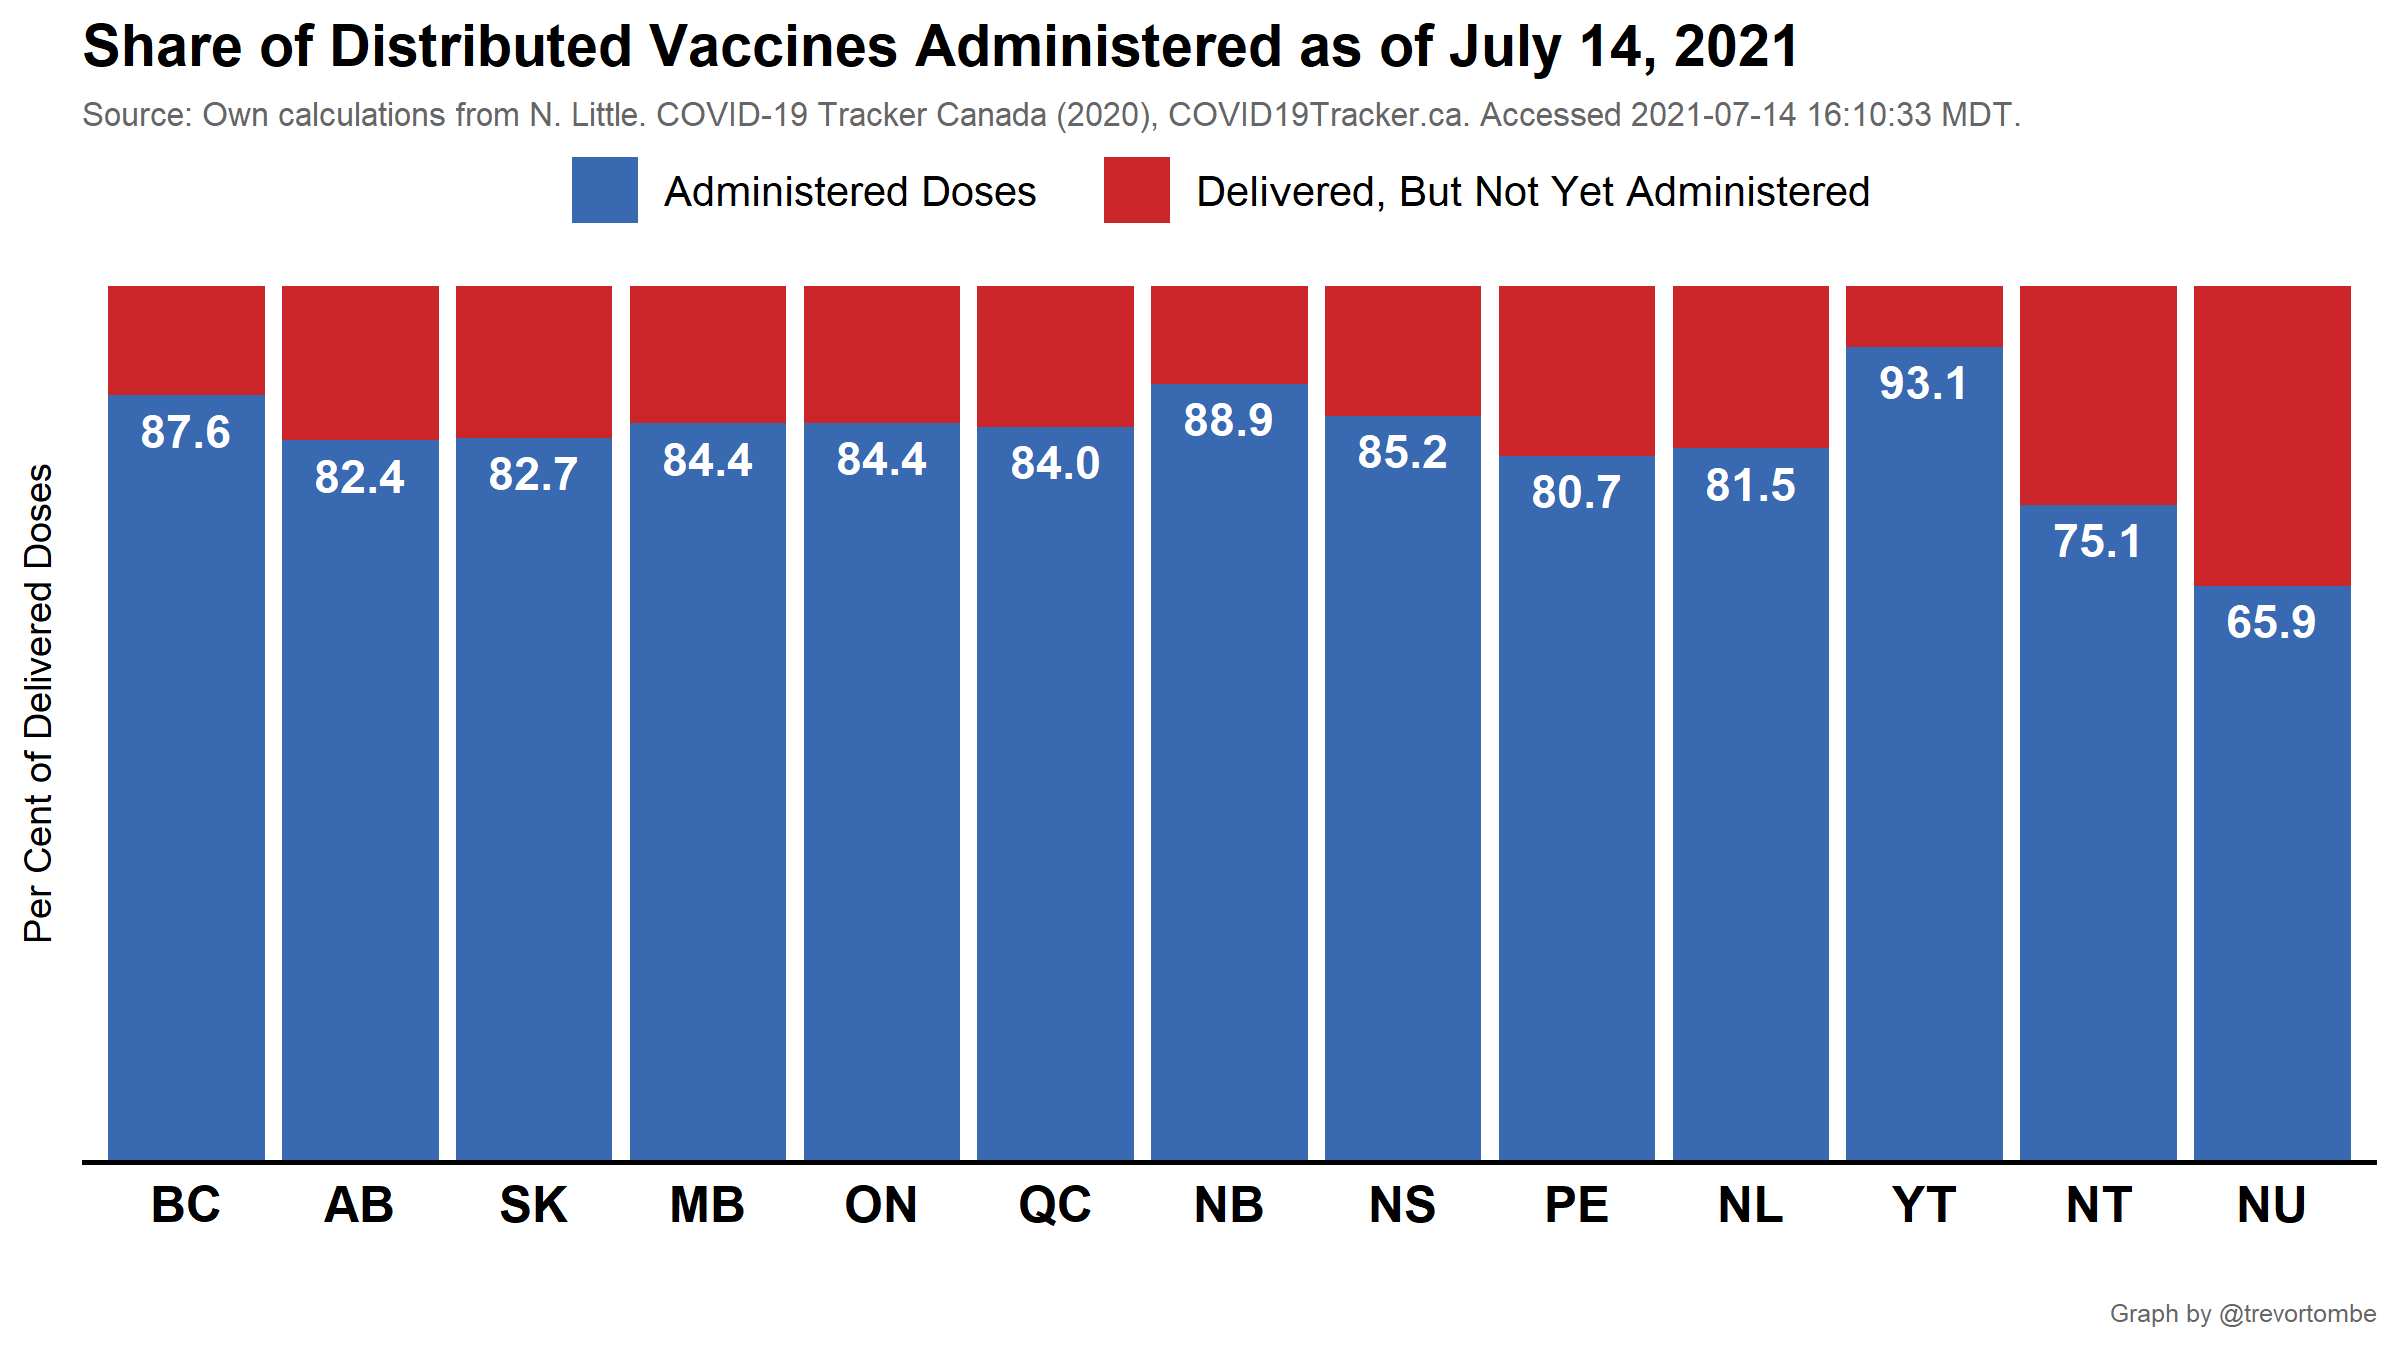 Share of Distributed Vaccines Administered as of July 14, 2021
Source: Own calculations from N. Little. COVID-19 Tracker Canada (2020), COVID19Tracker.ca. Accessed 2021-07-14 16:10:33 MDT.
Administered Doses
Delivered, But Not Yet Administered
Per Cent of Delivered Doses
87.6
82.4
82.7
84.4
84.4
84.0
88.9
85.2
80.7
81.5
93.1
75.1
65.9
BC
AB
SK
MB
ON
QC
NB
NS
PE
NL
YT
NT
NU
Graph by @trevortombe